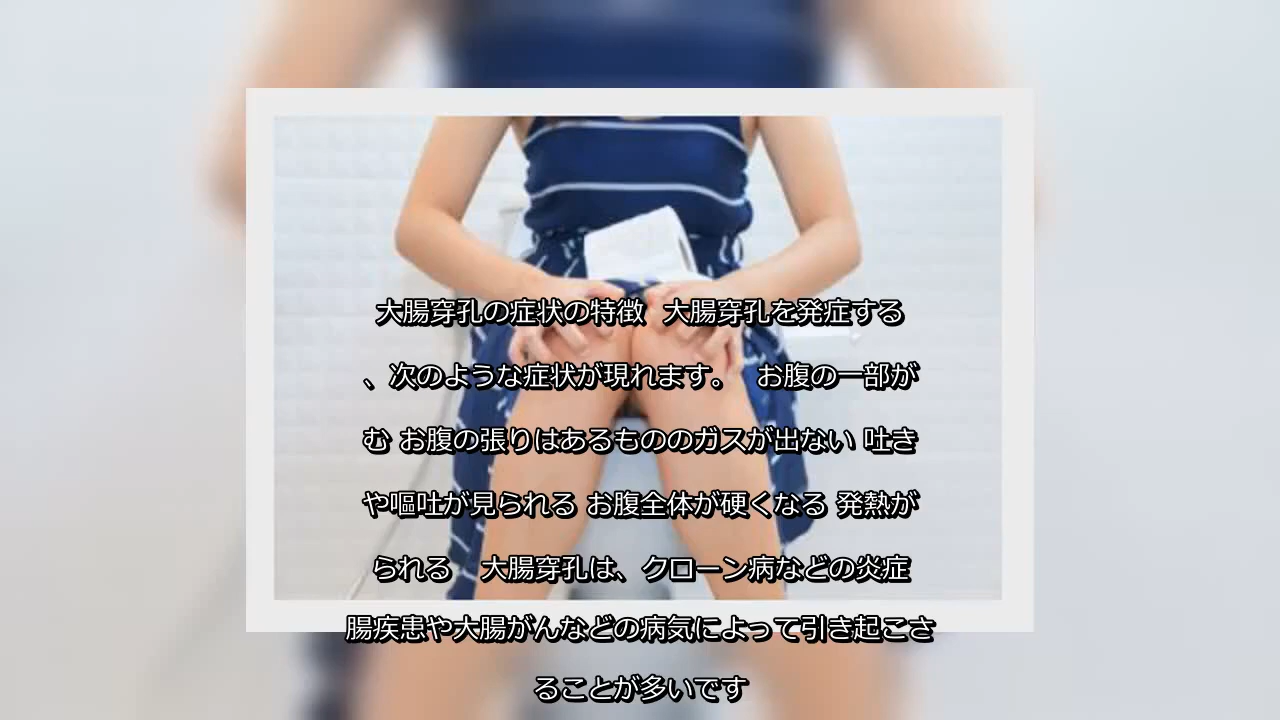 大腸穿孔の症状の特徴 大腸穿孔を発症する
、次のような症状が現れます。 お腹の一部が
む お腹の張りはあるもののガスが出ない 吐き
や嘔吐が見られる お腹全体が硬くなる 発熱が
られる 大腸穿孔は、クローン病などの炎症
腸疾患や大腸がんなどの病気によって引き起こさ
ることが多いです